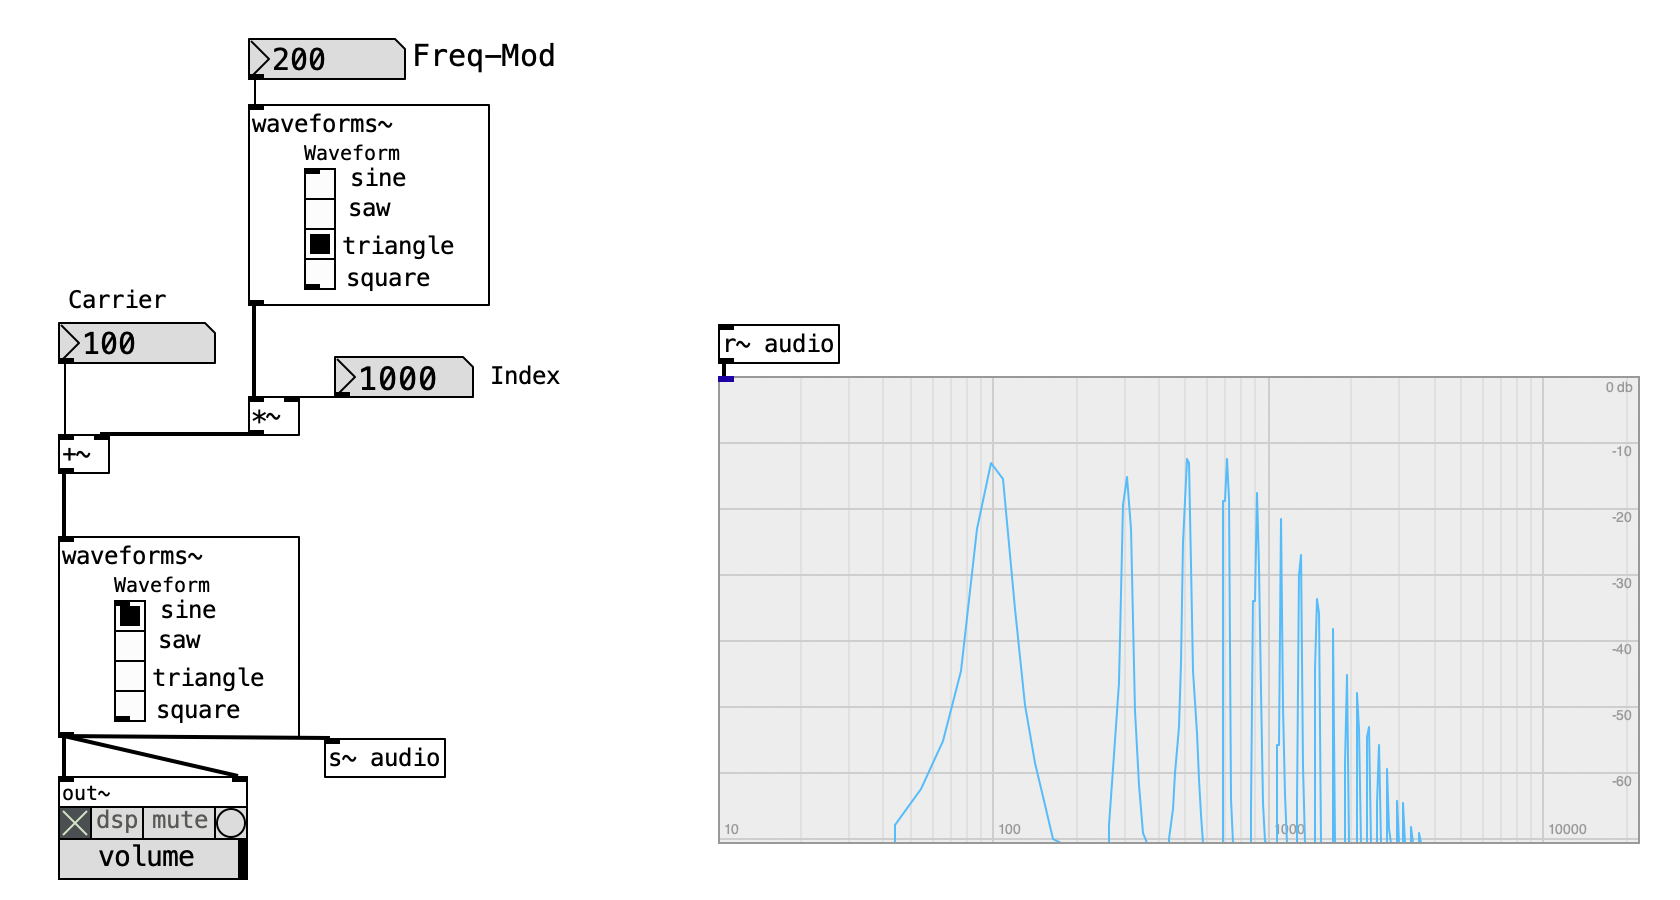 200 Freq-Mod
waveforms~
Waveform
sine
saw
triangle
square
Carrier
100
1000 Index
*~
+~
waveforms~
Waveform
sine
saw
triangle
square
s~ audio
out~
dsp mute
volume
r~ audio
0 db
-10
-20
-30
-40
-50
-60
10 100 1000 10000